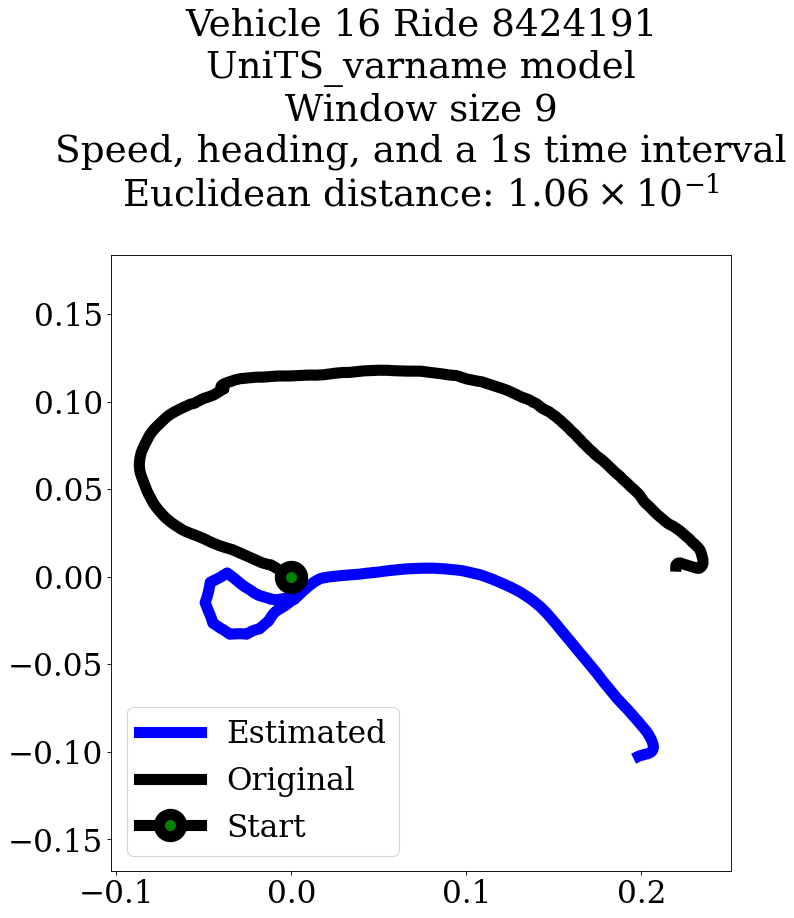 Vehicle 16 Ride 8424191
UniTS_varname model
Window size 9
Speed, heading, and a 1s time interval
Euclidean distance: $1.06 \times 10^{-1}$
0.15
0.10
0.05
0.00
−0.05
−0.10
−0.15
Estimated
Original
Start
−0.1
0.0
0.1
0.2